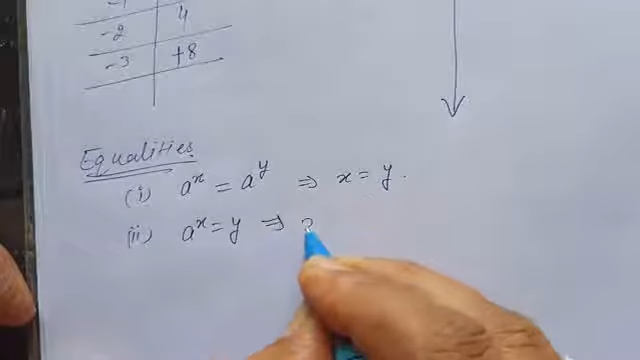 -2 4
-3 +8
Equalities
(i) a^x = a^y ⇒ x = y.
(ii) a^x = y ⇒